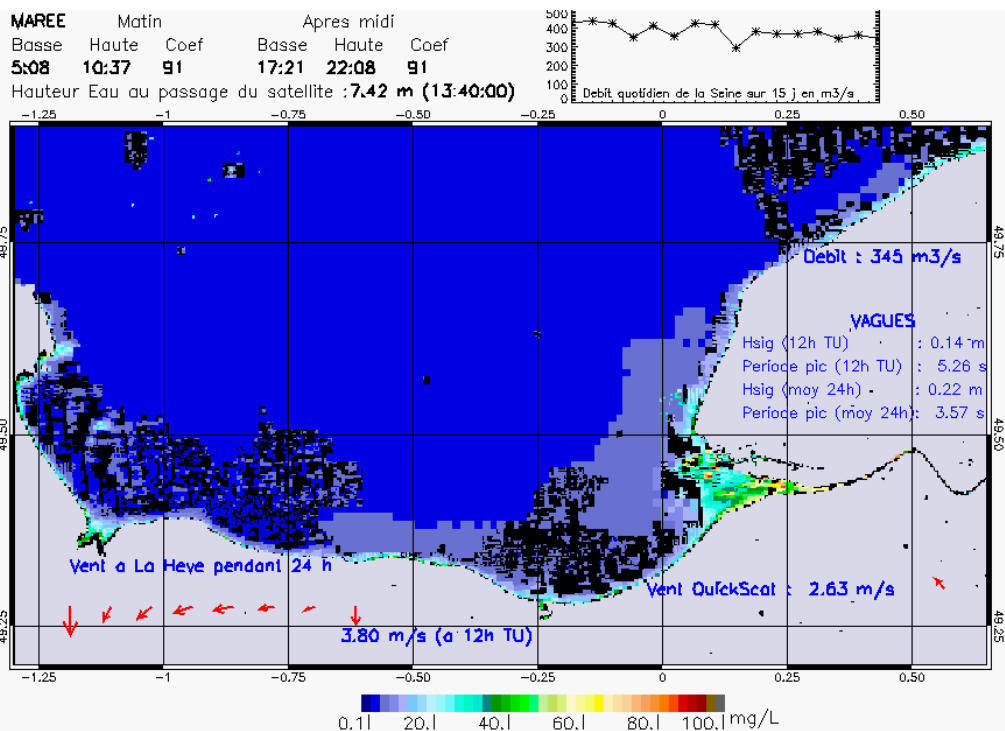 MAREE Matin Apres midi
Basse Haute Coef Basse Haute Coef
5:08 10:37 91 17:21 22:08 91
Hauteur Eau au passage du satellite : 7.42 m (13:40:00)
500
400
300
200
100
0
Debit quotidien de la Seine sur 15 j en m3/s
-1.25 -1 -0.75 -0.50 -0.25 0 0.25 0.50
49.75 49.75
Debit : 345 m3/s
VAGUES
Hsig (12h TU) : 0.14 m
Periode pic (12h TU) : 5.26 s
Hsig (moy 24h) : 0.22 m
Periode pic (moy 24h): 3.57 s
49.50 49.50
Vent a La Heve pendant 24 h
Vent QuickScat : 2.63 m/s
49.25 49.25
3.80 m/s (a 12h TU)
-1.25 -1 -0.75 -0.50 -0.25 0 0.25 0.50
0.1 20.1 40.1 60.1 80.1 100.1 mg/L